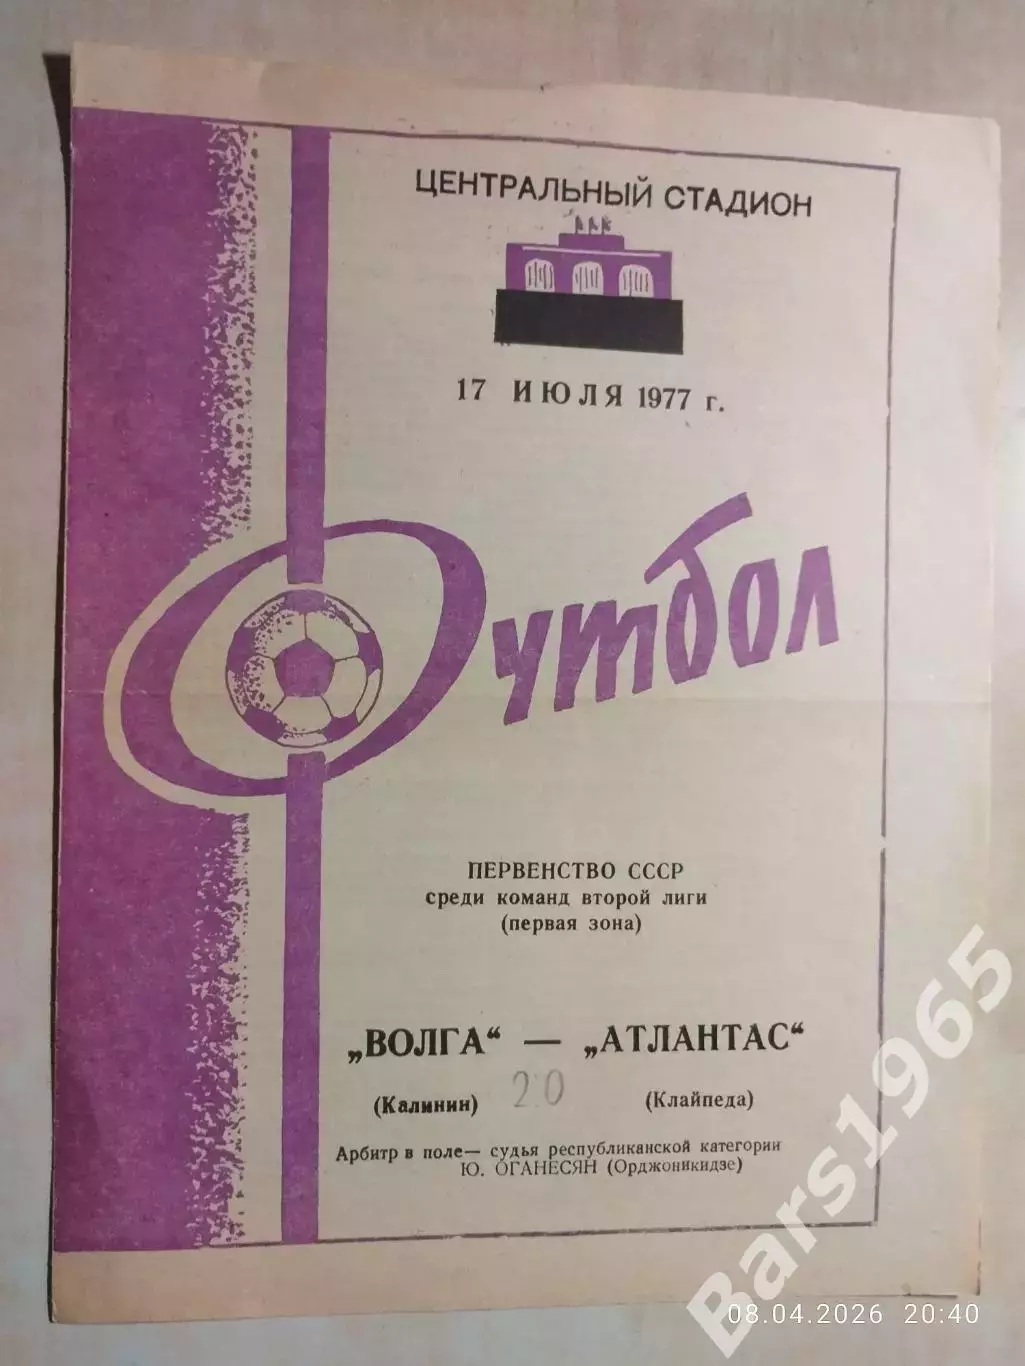 ЦЕНТРАЛЬНЫЙ СТАДИОН
17 ИЮЛЯ 1977 г.
Футбол
ПЕРВЕНСТВО СССР
среди команд второй лиги
(первая зона)
„ВОЛГА“ — „АТЛАНТАС“
(Калинин) 2:0 (Клайпеда)
Арбитр в поле— судья республиканской категории
Ю. ОГАНЕСЯН (Орджоникидзе)
Bars1965
08.04.2026 20:40